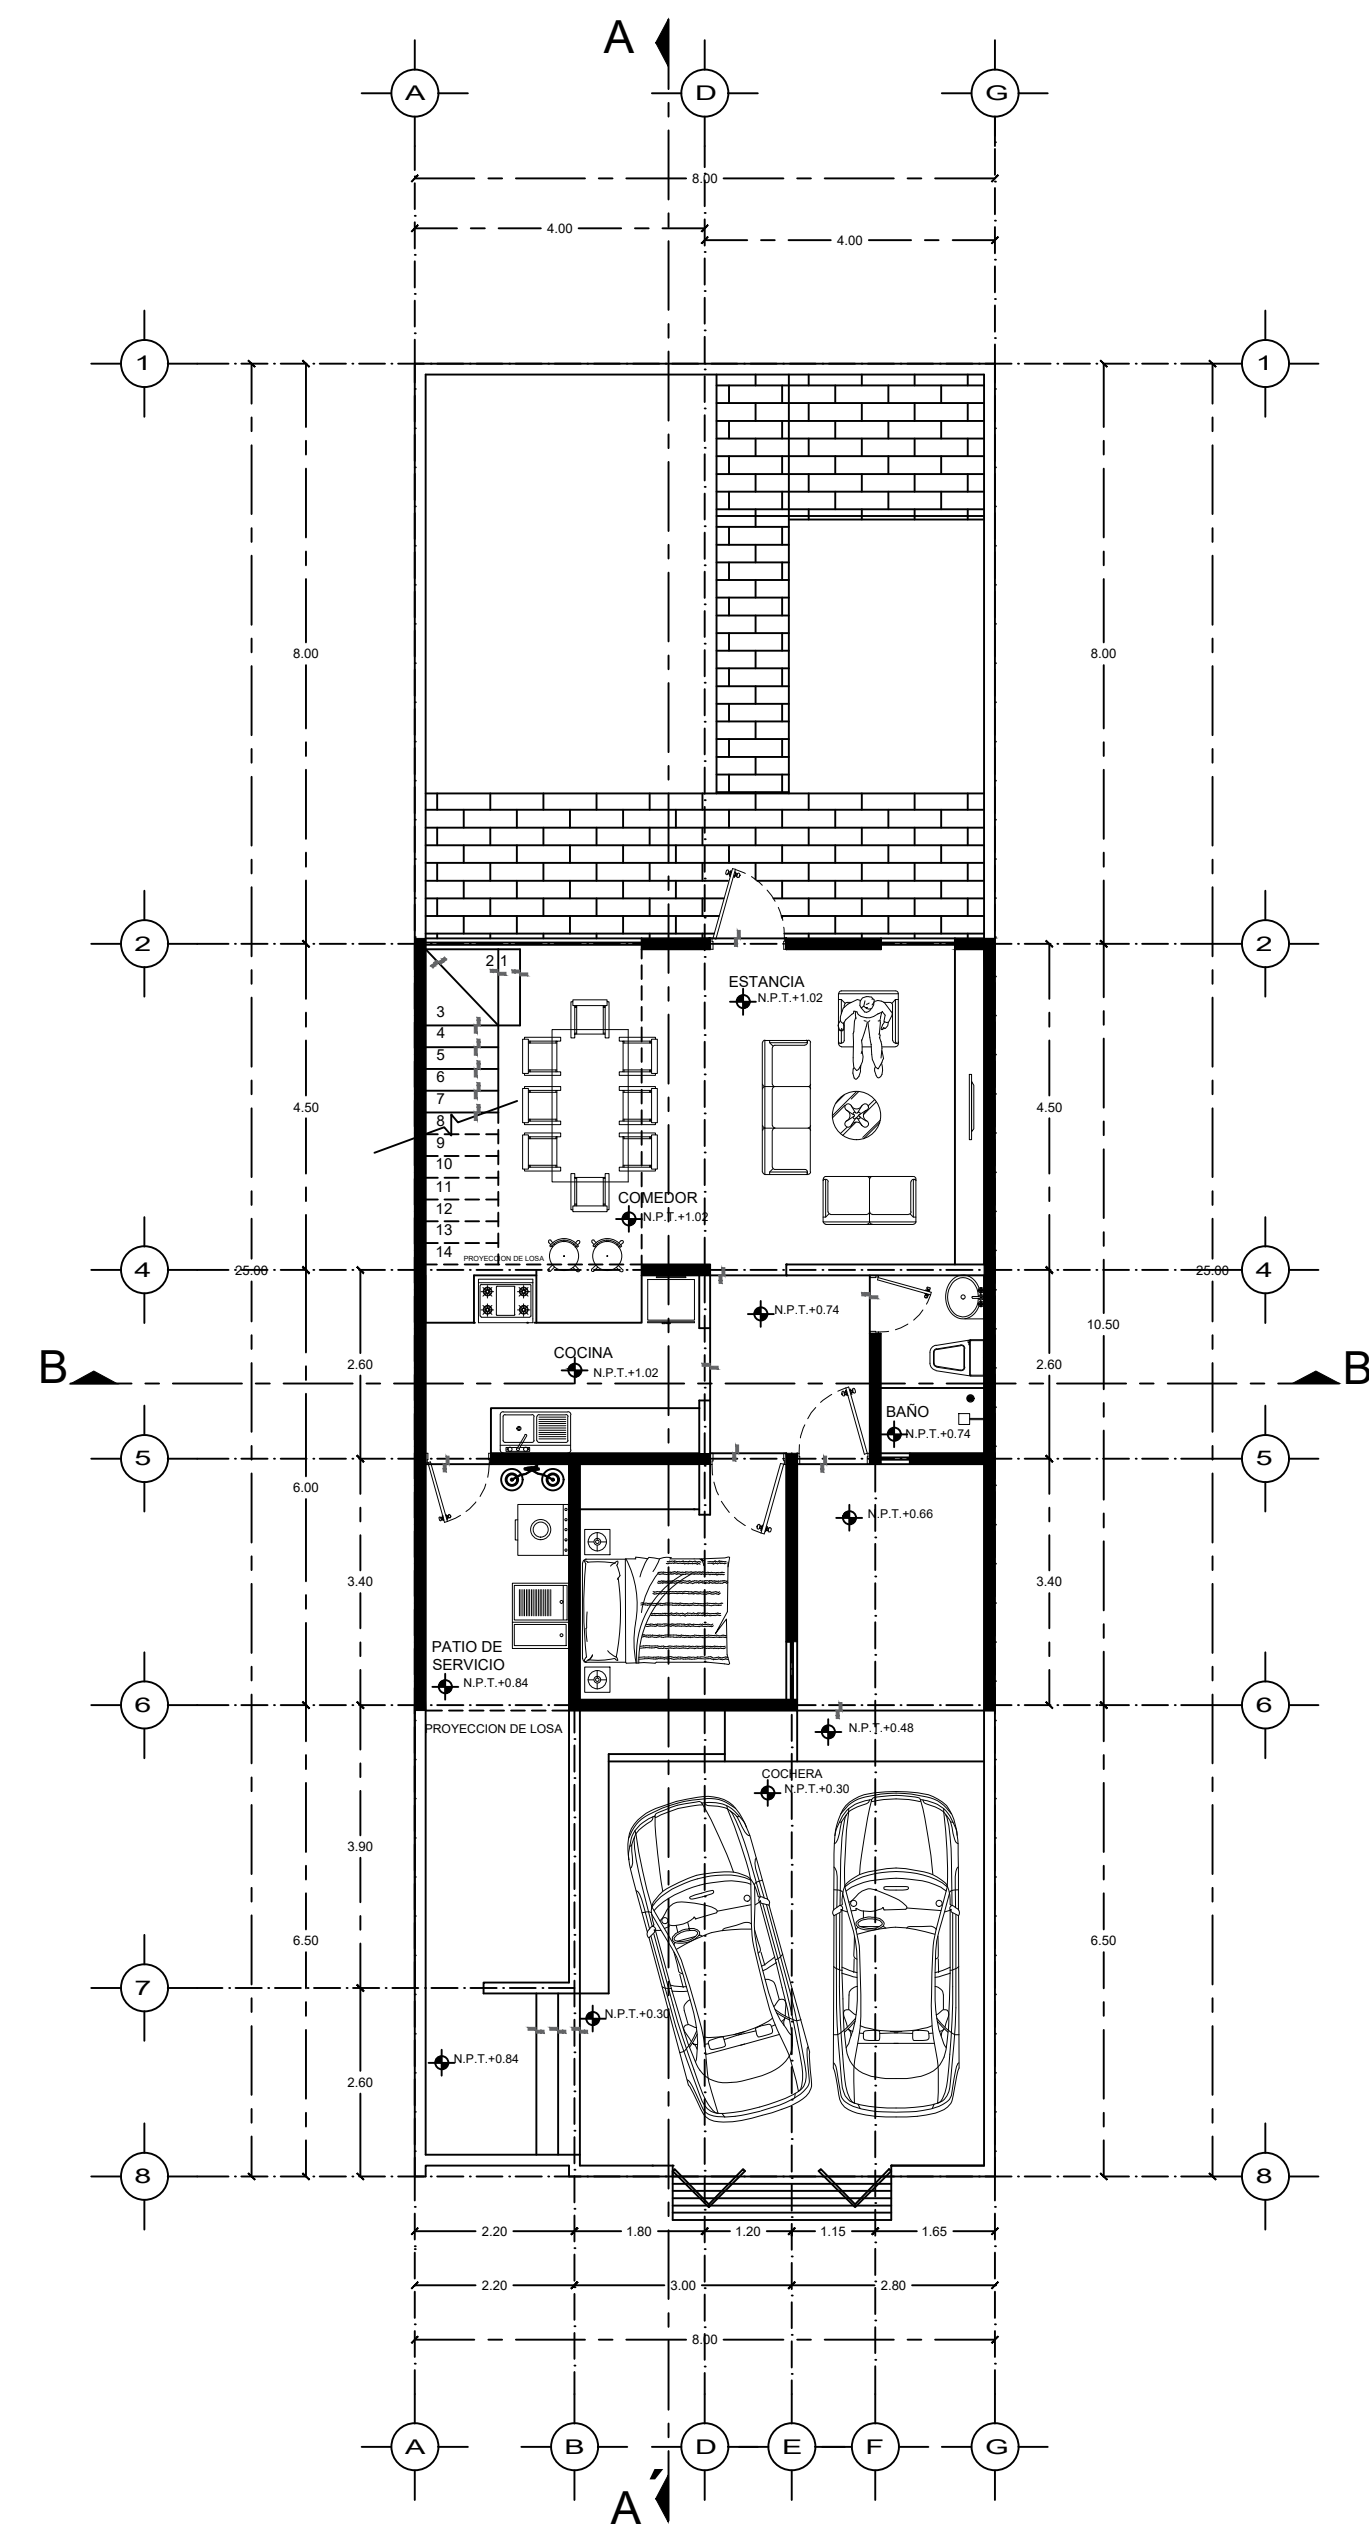 A
A D G
8.00
4.00
4.00
1 1
8.00 8.00
2 2
2 1
ESTANCIA
N.P.T.+1.02
3
4
5
6
7
8
9
10
11
12
13
14
4.50 4.50
COMEDOR
N.P.T.+1.02
PROYECCION DE LOSA
4 25.00 25.00 4
N.P.T.+0.74
10.50
COCINA
N.P.T.+1.02
B 2.60 2.60 B
BAÑO
N.P.T.+0.74
5 5
6.00
N.P.T.+0.66
3.40 3.40
PATIO DE
SERVICIO
N.P.T.+0.84
6 6
PROYECCION DE LOSA
N.P.T.+0.48
COCHERA
N.P.T.+0.30
3.90
6.50 6.50
7 7
N.P.T.+0.30
N.P.T.+0.84
2.60
8 8
2.20 1.80 1.20 1.15 1.65
2.20 3.00 2.80
8.00
A B D E F G
A´